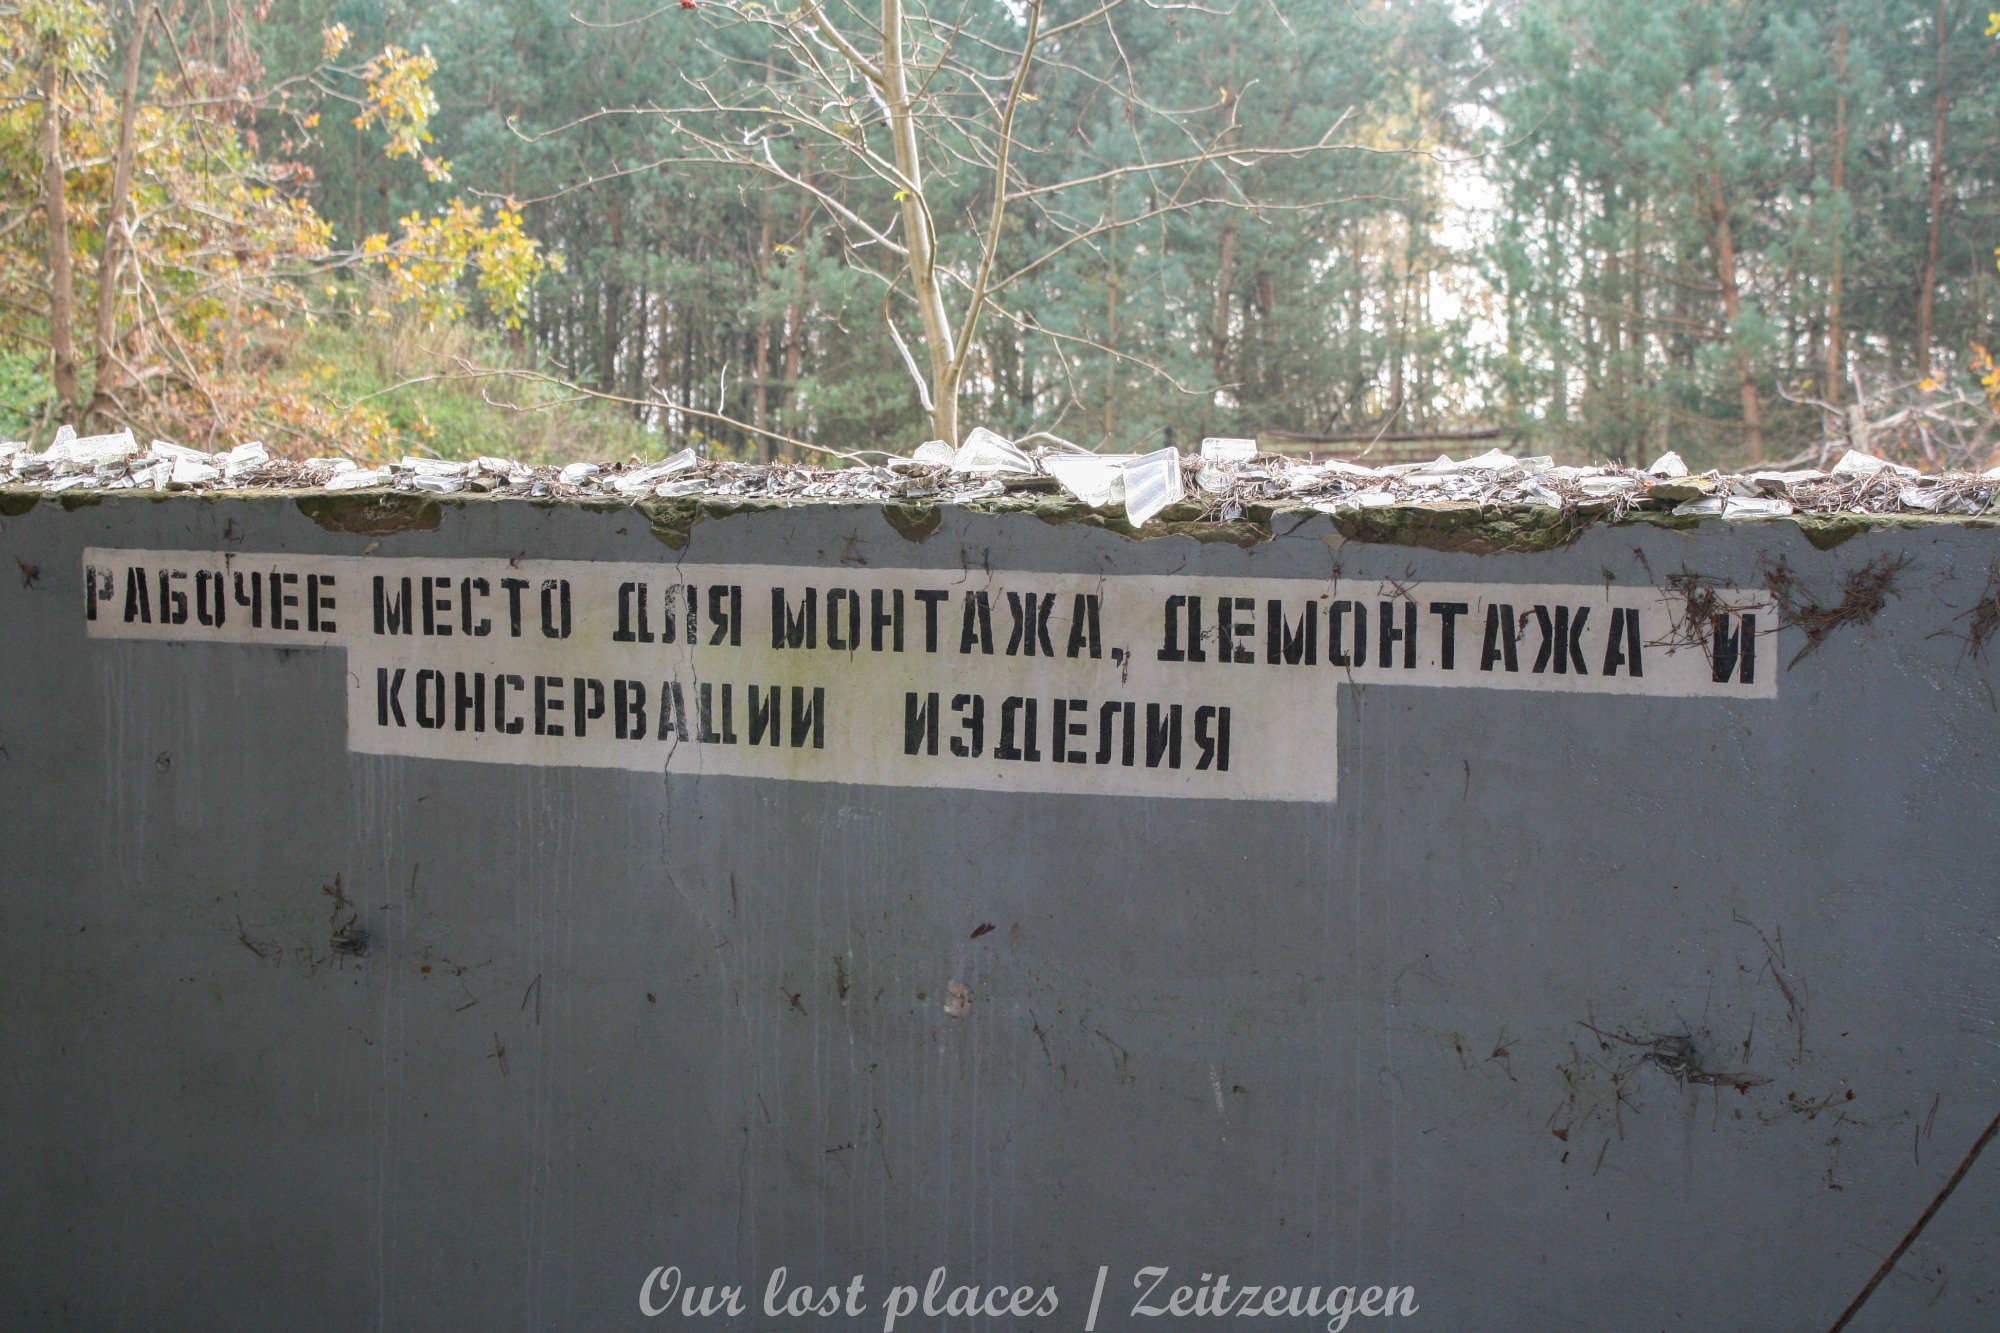 РАБОЧЕЕ МЕСТО ДЛЯ МОНТАЖА, ДЕМОНТАЖА И
КОНСЕРВАЦИИ ИЗДЕЛИЯ
Our lost places / Zeitzeugen